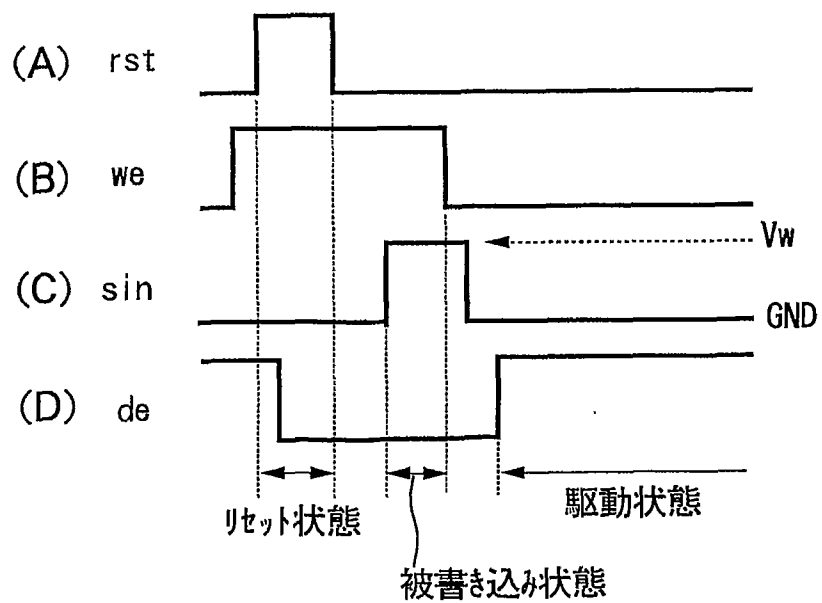 (A) rst
(B) we
Vw
(C) sin
GND
(D) de
リセット状態
駆動状態
被書き込み状態